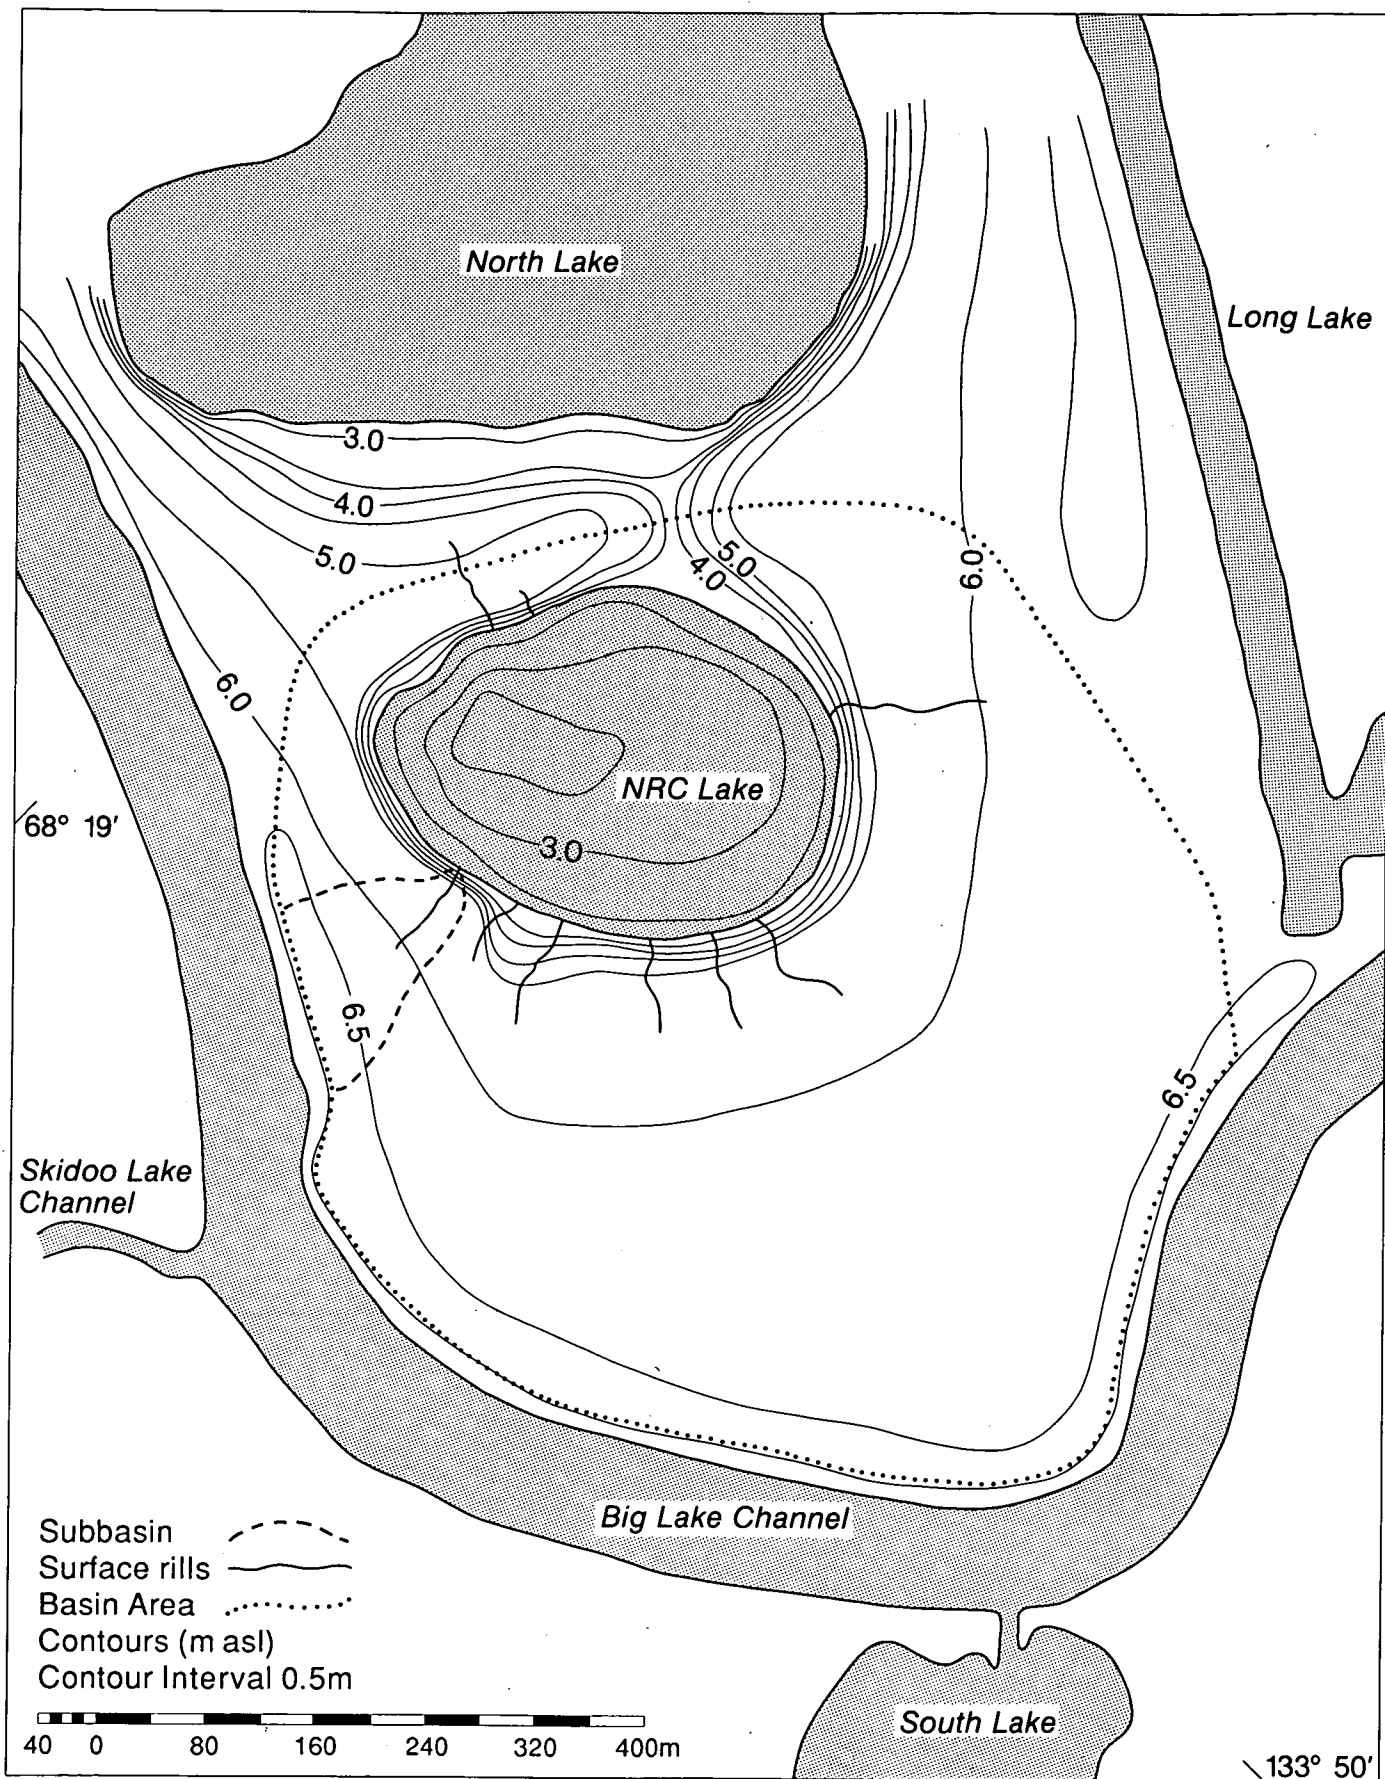 North Lake
Long Lake
3.0
4.0
5.0
5.0
4.0
6.0
6.0
NRC Lake
3.0
68° 19'
6.5
6.5
Skidoo Lake
Channel
Big Lake Channel
Subbasin
Surface rills
Basin Area
Contours (m asl)
Contour Interval 0.5m
40 0 80 160 240 320 400m
South Lake
133° 50'